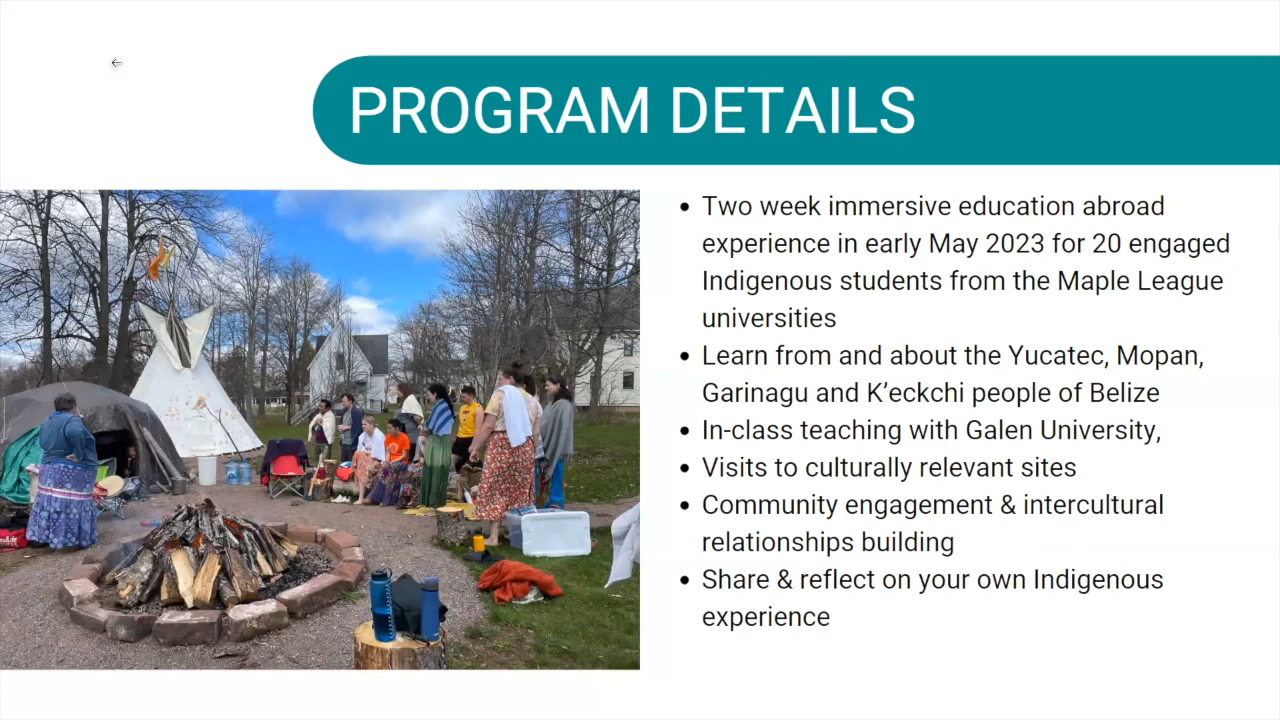 PROGRAM DETAILS
• Two week immersive education abroad
experience in early May 2023 for 20 engaged
Indigenous students from the Maple League
universities
• Learn from and about the Yucatec, Mopan,
Garinagu and K’eckchi people of Belize
• In-class teaching with Galen University,
• Visits to culturally relevant sites
• Community engagement & intercultural
relationships building
• Share & reflect on your own Indigenous
experience